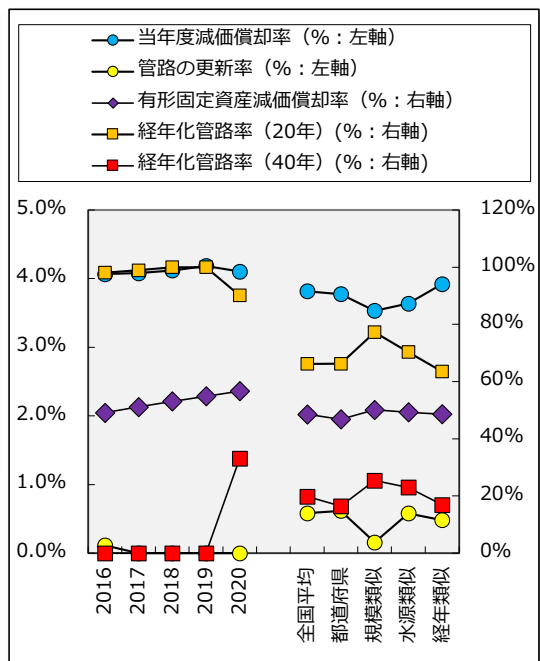 当年度減価償却率（%：左軸）
管路の更新率（%：左軸）
有形固定資産減価償却率（%：右軸）
経年化管路率（20年）(%：右軸)
経年化管路率（40年）(%：右軸)
5.0%
4.0%
3.0%
2.0%
1.0%
0.0%
120%
100%
80%
60%
40%
20%
0%
2016
2017
2018
2019
2020
全国平均
都道府県
規模類似
水源類似
経年類似